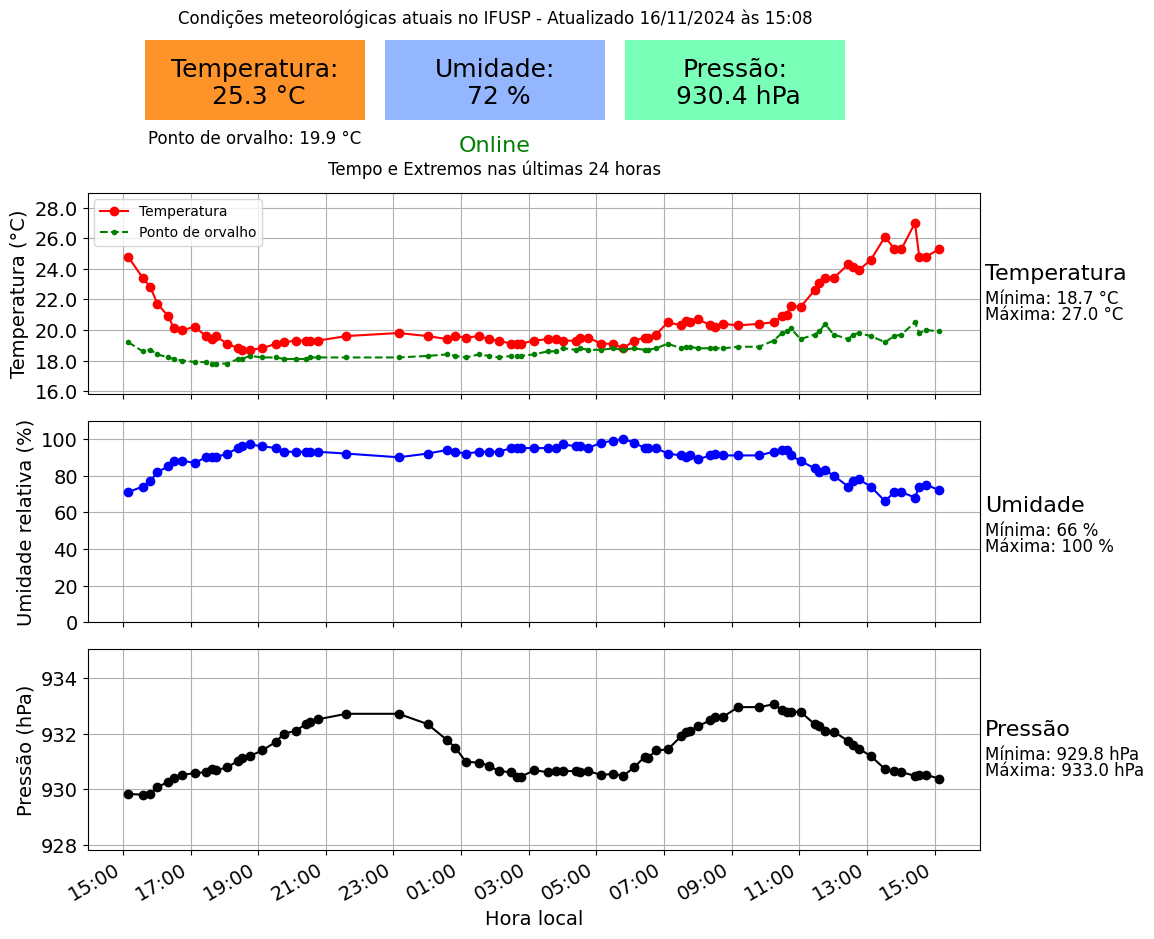 Condições meteorológicas atuais no IFUSP - Atualizado 16/11/2024 às 15:08
Temperatura:
25.3 °C
Umidade:
72 %
Pressão:
930.4 hPa
Ponto de orvalho: 19.9 °C
Online
Tempo e Extremos nas últimas 24 horas
Temperatura (°C)
28.0
26.0
24.0
22.0
20.0
18.0
16.0
Temperatura
Ponto de orvalho
Temperatura
Mínima: 18.7 °C
Máxima: 27.0 °C
Umidade relativa (%)
100
80
60
40
20
0
Umidade
Mínima: 66 %
Máxima: 100 %
Pressão (hPa)
934
932
930
928
Pressão
Mínima: 929.8 hPa
Máxima: 933.0 hPa
15:00
17:00
19:00
21:00
23:00
01:00
03:00
05:00
07:00
09:00
11:00
13:00
15:00
Hora local